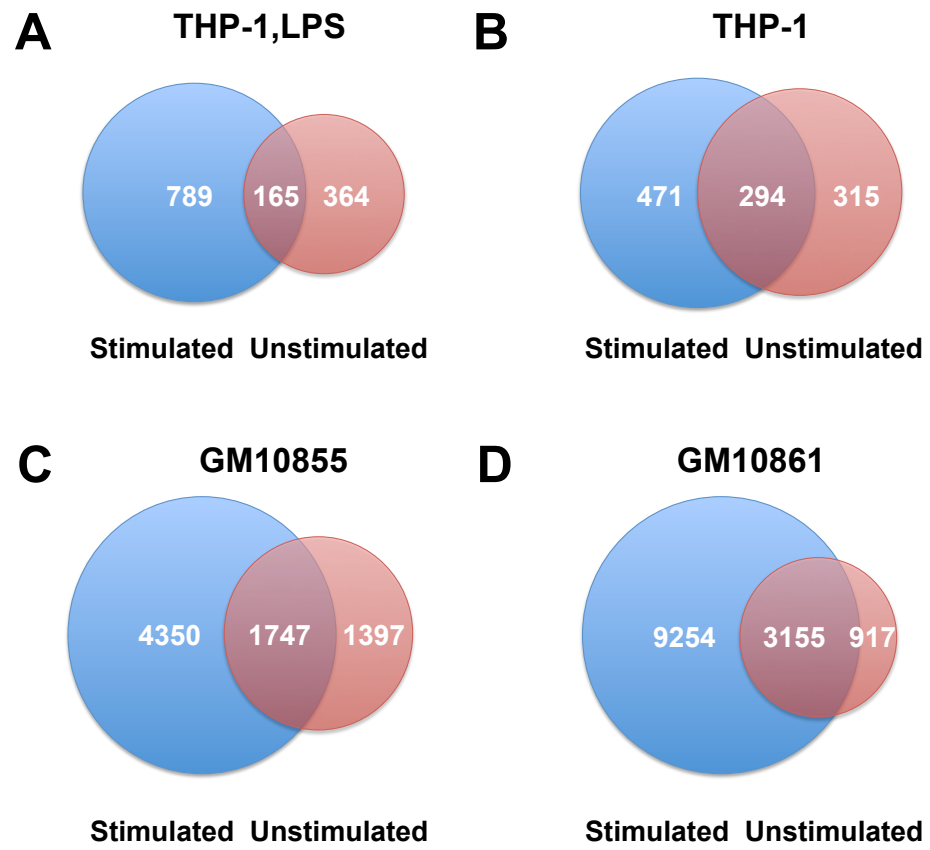 A THP-1,LPS
789 165 364
Stimulated Unstimulated
B THP-1
471 294 315
Stimulated Unstimulated
C GM10855
4350 1747 1397
Stimulated Unstimulated
D GM10861
9254 3155 917
Stimulated Unstimulated